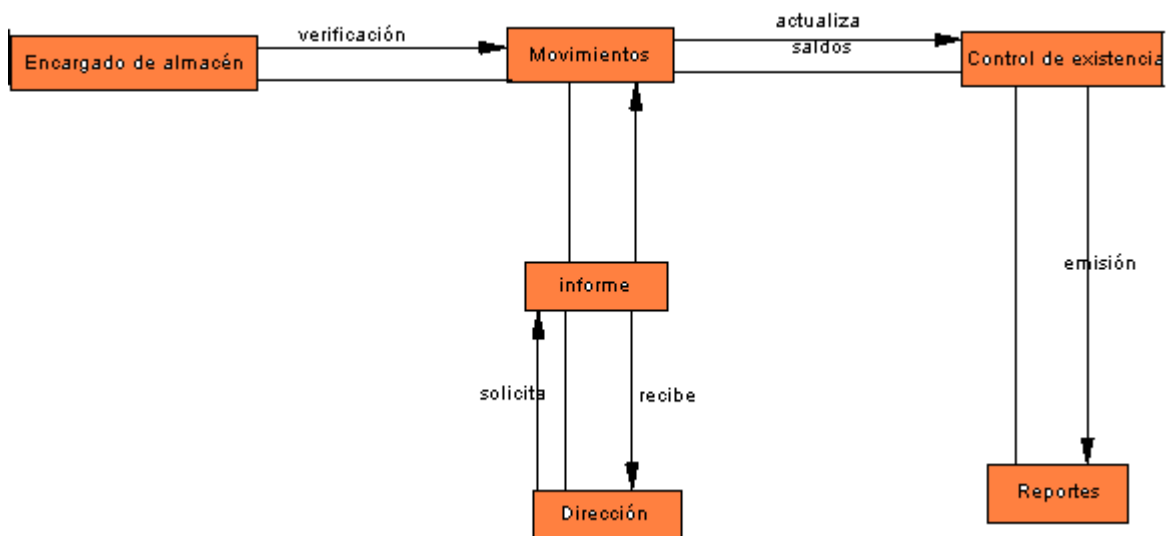 verificación
actualiza
saldos
Encargado de almacén
Movimientos
Control de existencia
emisión
informe
solicita
recibe
Dirección
Reportes